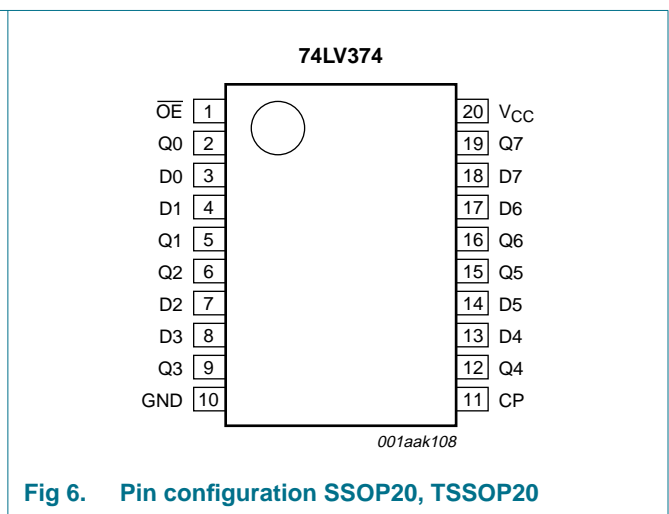 74LV374
O̅E̅ 1 20 VCC
Q0 2 19 Q7
D0 3 18 D7
D1 4 17 D6
Q1 5 16 Q6
Q2 6 15 Q5
D2 7 14 D5
D3 8 13 D4
Q3 9 12 Q4
GND 10 11 CP
001aak108
Fig 6. Pin configuration SSOP20, TSSOP20